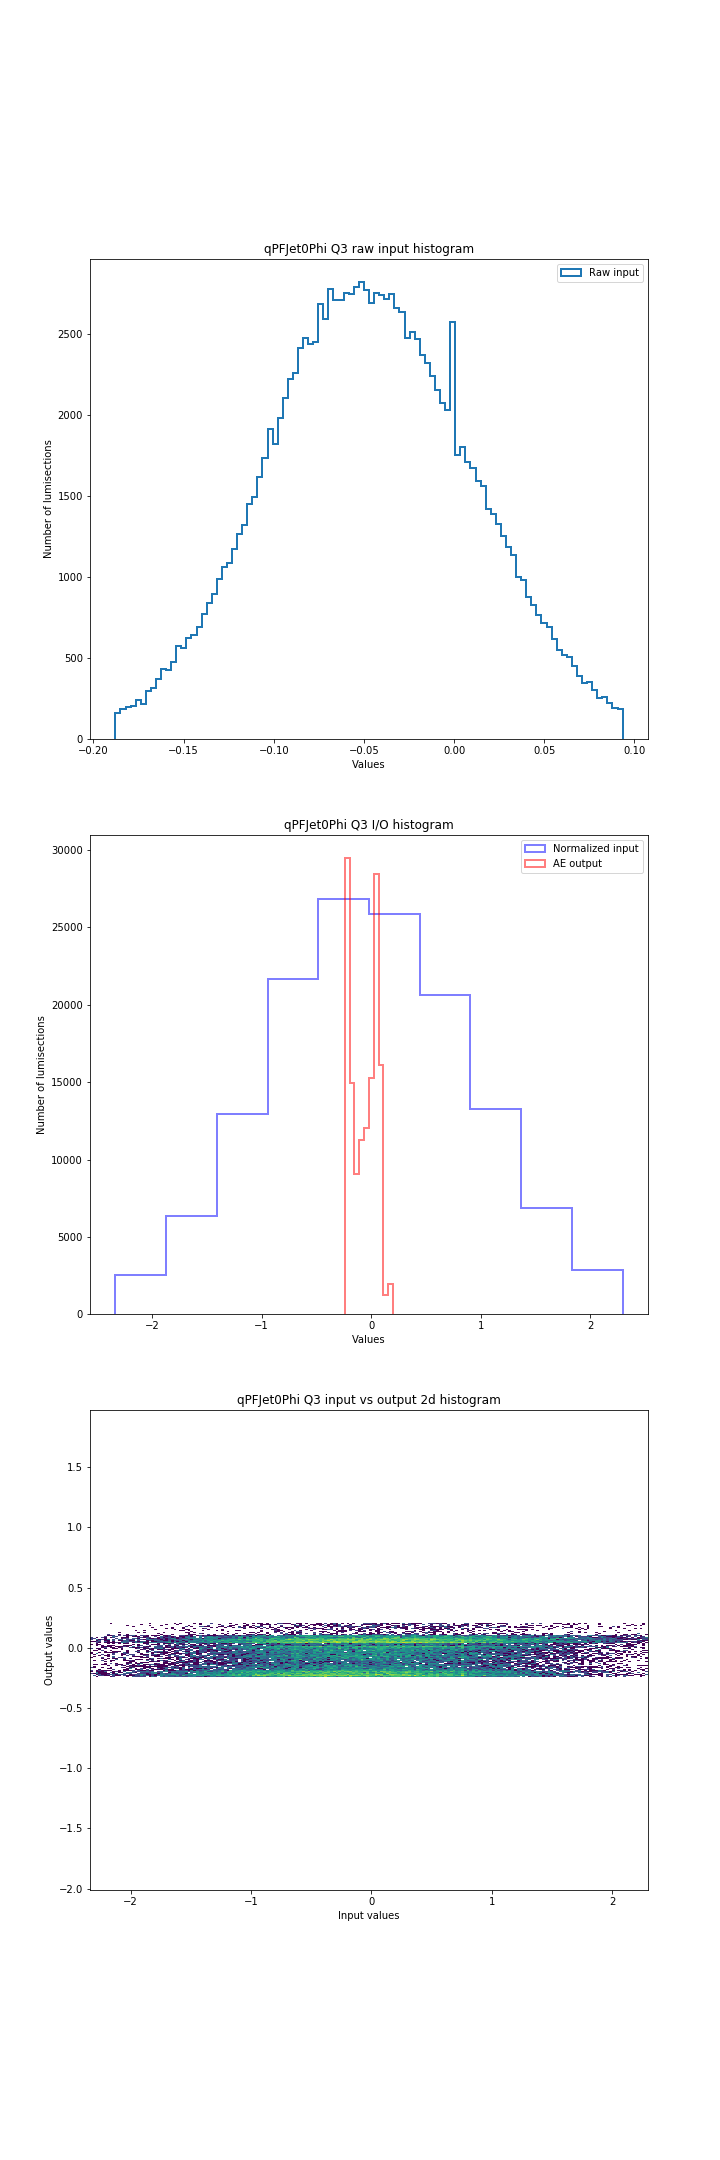 qPFJet0Phi Q3 raw input histogram
Raw input
Number of lumisections
2500
2000
1500
1000
500
0
−0.20 −0.15 −0.10 −0.05 0.00 0.05 0.10
Values
qPFJet0Phi Q3 I/O histogram
Normalized input
AE output
Number of lumisections
30000
25000
20000
15000
10000
5000
0
−2 −1 0 1 2
Values
qPFJet0Phi Q3 input vs output 2d histogram
Output values
1.5
1.0
0.5
0.0
−0.5
−1.0
−1.5
−2.0
−2 −1 0 1 2
Input values